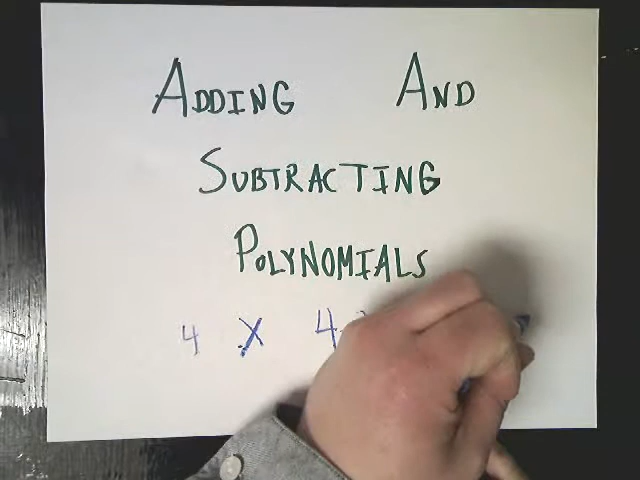 ADDING AND
SUBTRACTING
POLYNOMIALS
4 X 4